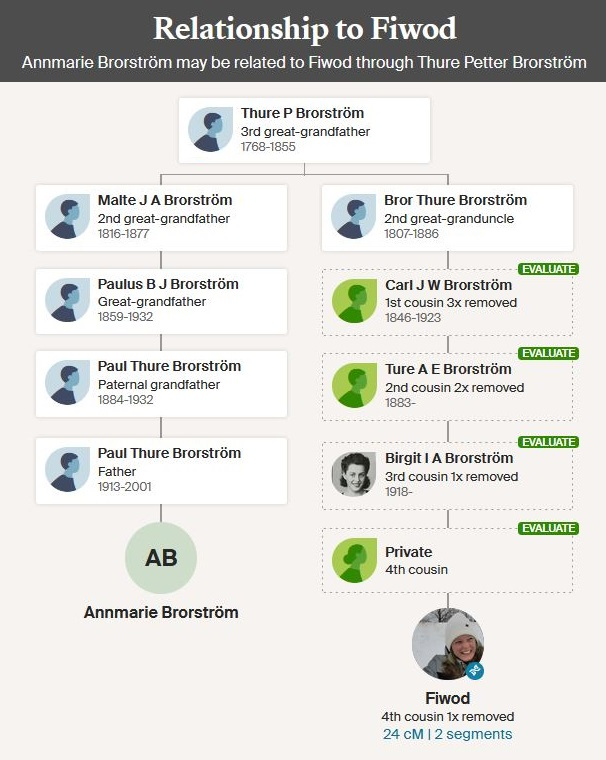 Relationship to Fiwod
Annmarie Brorström may be related to Fiwod through Thure Petter Brorström
Thure P Brorström
3rd great-grandfather
1768-1855
Malte J A Brorström
2nd great-grandfather
1816-1877
Paulus B J Brorström
Great-grandfather
1859-1932
Paul Thure Brorström
Paternal grandfather
1884-1932
Paul Thure Brorström
Father
1913-2001
AB
Annmarie Brorström
Bror Thure Brorström
2nd great-granduncle
1807-1886
EVALUATE
Carl J W Brorström
1st cousin 3x removed
1846-1923
EVALUATE
Ture A E Brorström
2nd cousin 2x removed
1883-
EVALUATE
Birgit I A Brorström
3rd cousin 1x removed
1918-
EVALUATE
Private
4th cousin
Fiwod
4th cousin 1x removed
24 cM | 2 segments